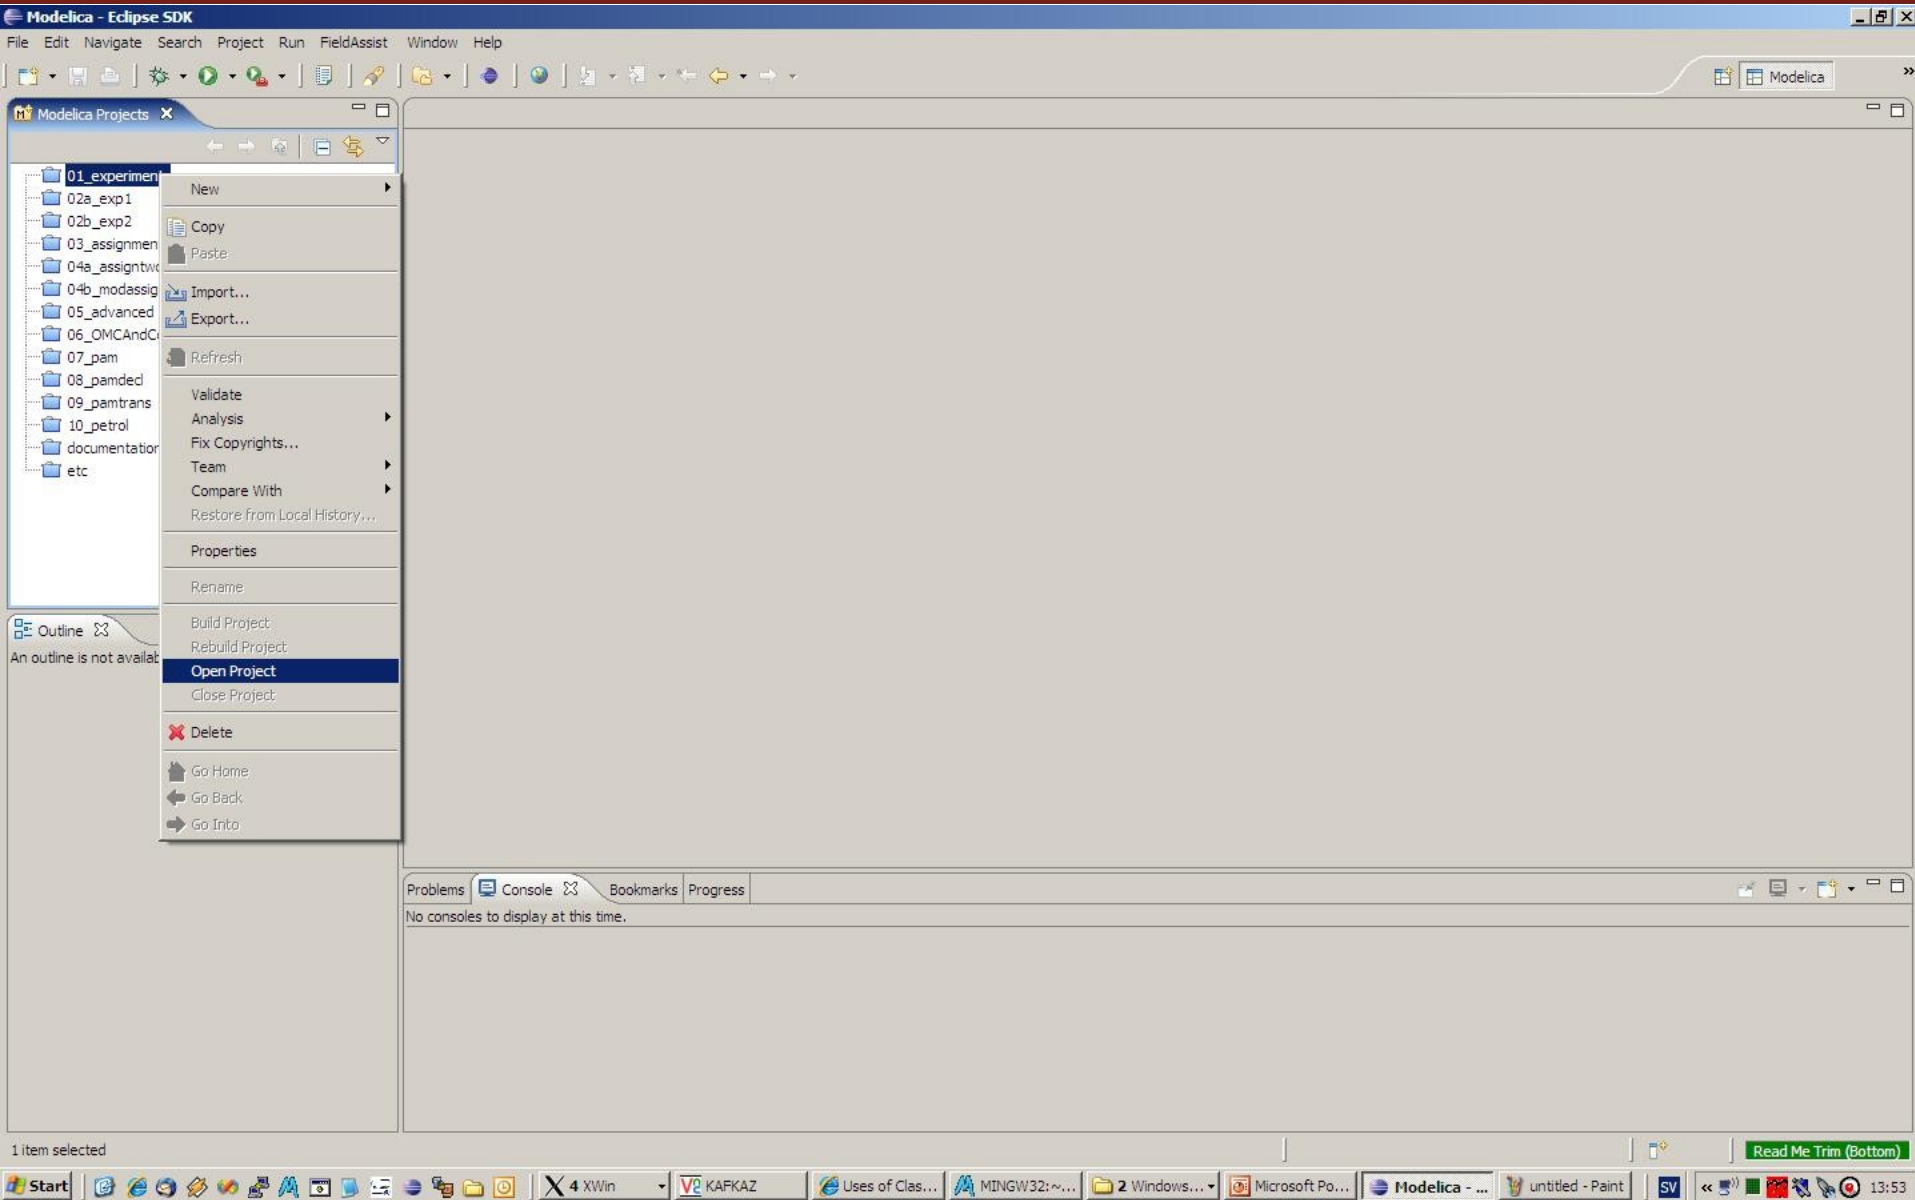 Modelica - Eclipse SDK
File Edit Navigate Search Project Run FieldAssist Window Help
Modelica
Modelica Projects
01_experiment
New
02a_exp1
02b_exp2
Copy
03_assignmen
Paste
04a_assigntwo
04b_modassig
Import...
05_advanced
Export...
06_OMCAndCo
07_pam
Refresh
08_pamdecl
Validate
09_pamtrans
Analysis
10_petrol
Fix Copyrights...
documentation
Team
etc
Compare With
Restore from Local History...
Properties
Rename
Build Project
Outline
Rebuild Project
An outline is not availab
Open Project
Close Project
Delete
Go Home
Go Back
Go Into
Problems Console Bookmarks Progress
No consoles to display at this time.
1 item selected
Read Me Trim (Bottom)
Start 4 XWin KAFKAZ Uses of Clas... MINGW32:~... 2 Windows... Microsoft Po... Modelica - ... untitled - Paint SV « 13:53